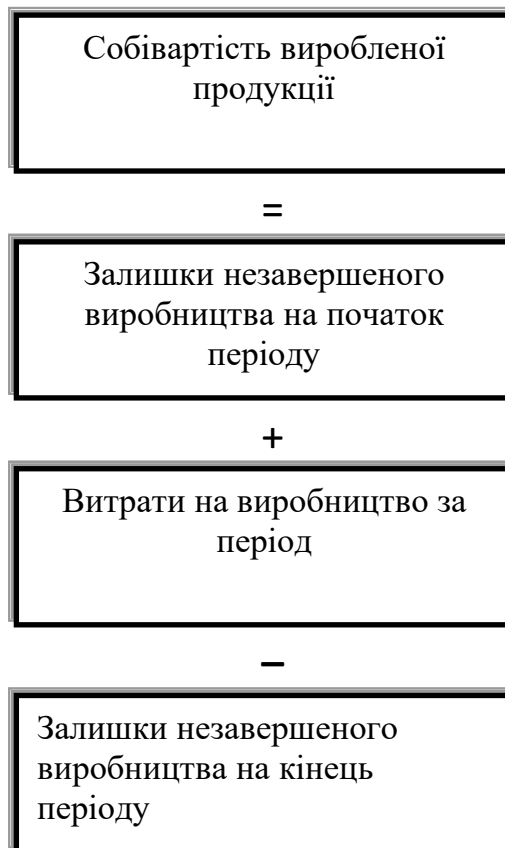 Собівартість виробленої
продукції
=
Залишки незавершеного
виробництва на початок
періоду
+
Витрати на виробництво за
період
–
Залишки незавершеного
виробництва на кінець
періоду